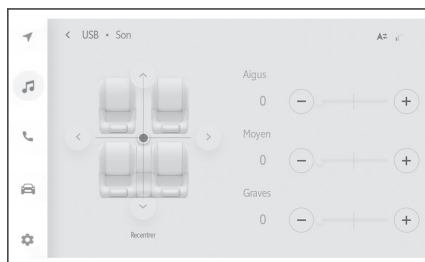 USB • Son
A
Aigus
0
Moyen
0
Graves
0
Recentrer